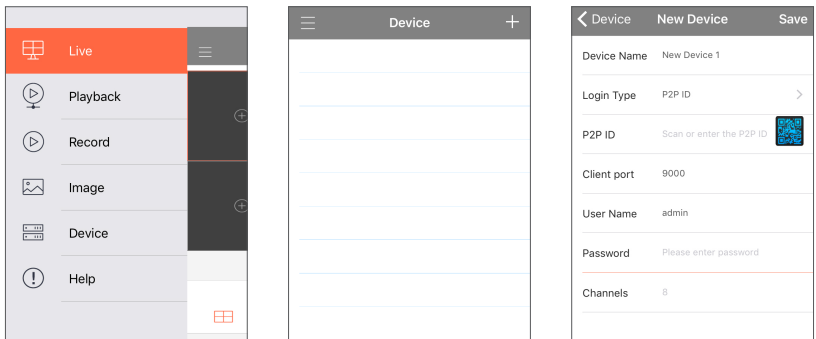 Live
Playback
Record
Image
Device
Help
Device
Device New Device Save
Device Name New Device 1
Login Type P2P ID
P2P ID Scan or enter the P2P ID
Client port 9000
User Name admin
Password Please enter password
Channels 8